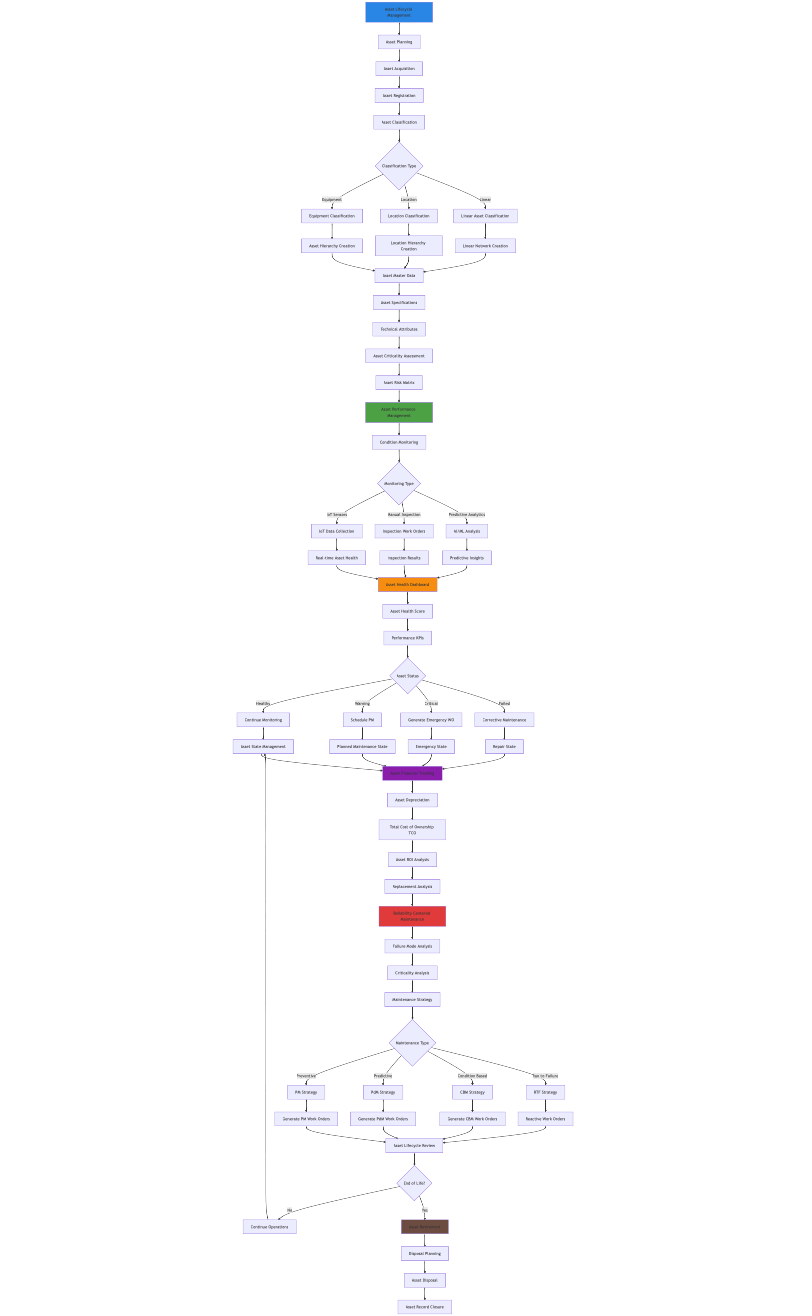 Asset Lifecycle
Management
Asset Planning
Asset Acquisition
Asset Registration
Asset Classification
Classification Type
Equipment
Location
Linear
Equipment Classification
Location Classification
Linear Asset Classification
Asset Hierarchy Creation
Location Hierarchy
Creation
Linear Network Creation
Asset Master Data
Asset Specifications
Technical Attributes
Asset Criticality Assessment
Asset Risk Matrix
Asset Performance
Management
Condition Monitoring
Monitoring Type
IoT Sensors
Manual Inspection
Predictive Analytics
IoT Data Collection
Inspection Work Orders
AI/ML Analysis
Real-time Asset Health
Inspection Results
Predictive Insights
Asset Health Dashboard
Asset Health Score
Performance KPIs
Asset Status
Healthy
Warning
Critical
Failed
Continue Monitoring
Schedule PM
Generate Emergency WO
Corrective Maintenance
Asset State Management
Planned Maintenance State
Emergency State
Repair State
Asset
Asset Depreciation
Total Cost of Ownership
TCO
Asset ROI Analysis
Replacement Analysis
Reliability Centered
Maintenance
Failure Mode Analysis
Criticality Analysis
Maintenance Strategy
Maintenance Type
Preventive
Predictive
Condition Based
Run to Failure
PM Strategy
PdM Strategy
CBM Strategy
RTF Strategy
Generate PM Work Orders
Generate PdM Work Orders
Generate CBM Work Orders
Reactive Work Orders
Asset Lifecycle Review
End of Life?
No
Yes
Continue Operations
Asset
Disposal Planning
Asset Disposal
Asset Record Closure